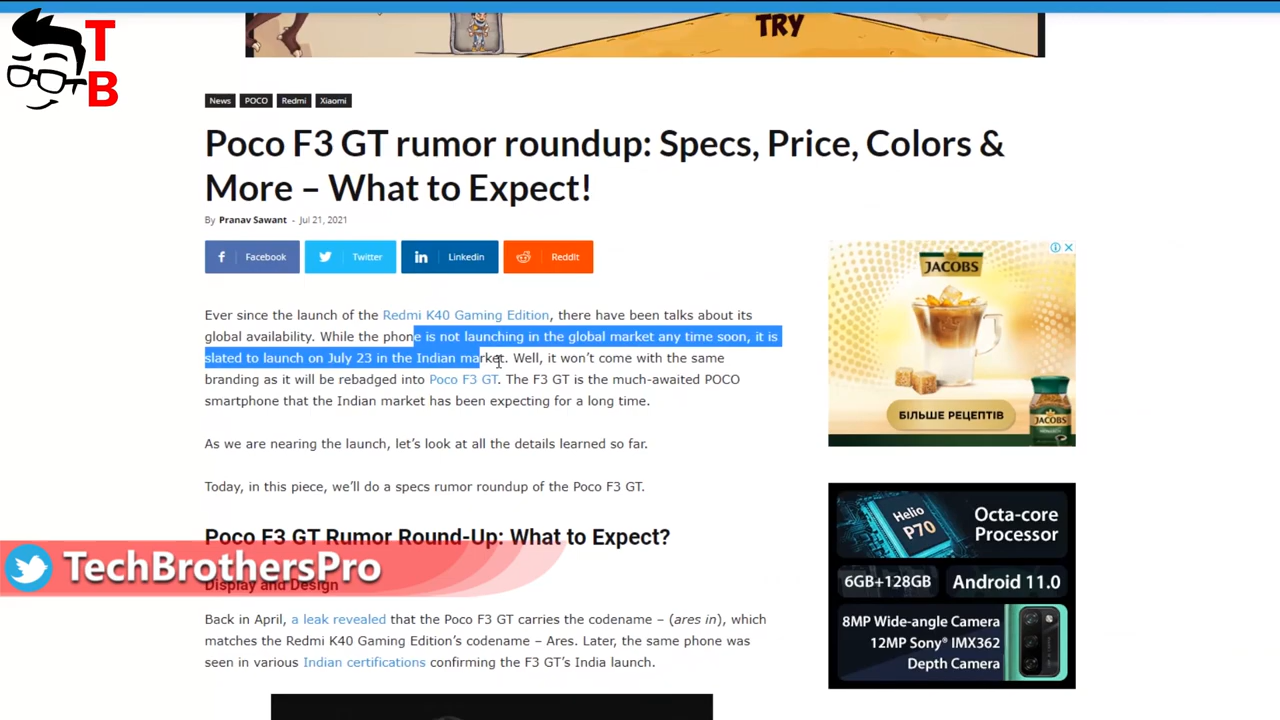 T
B
TRY
News POCO Redmi Xiaomi
Poco F3 GT rumor roundup: Specs, Price, Colors &
More – What to Expect!
By Pranav Sawant - Jul 21, 2021
Facebook Twitter Linkedin ReddIt
Ever since the launch of the Redmi K40 Gaming Edition, there have been talks about its
global availability. While the phone is not launching in the global market any time soon, it is
slated to launch on July 23 in the Indian market. Well, it won't come with the same
branding as it will be rebadged into Poco F3 GT. The F3 GT is the much-awaited POCO
smartphone that the Indian market has been expecting for a long time.
As we are nearing the launch, let's look at all the details learned so far.
Today, in this piece, we'll do a specs rumor roundup of the Poco F3 GT.
Poco F3 GT Rumor Round-Up: What to Expect?
TechBrothersPro
Display and Design
Back in April, a leak revealed that the Poco F3 GT carries the codename – (ares in), which
matches the Redmi K40 Gaming Edition's codename – Ares. Later, the same phone was
seen in various Indian certifications confirming the F3 GT's India launch.
JACOBS
БІЛЬШЕ РЕЦЕПТІВ
Helio
P70
Octa-core
Processor
6GB+128GB Android 11.0
8MP Wide-angle Camera
12MP Sony® IMX362
Depth Camera